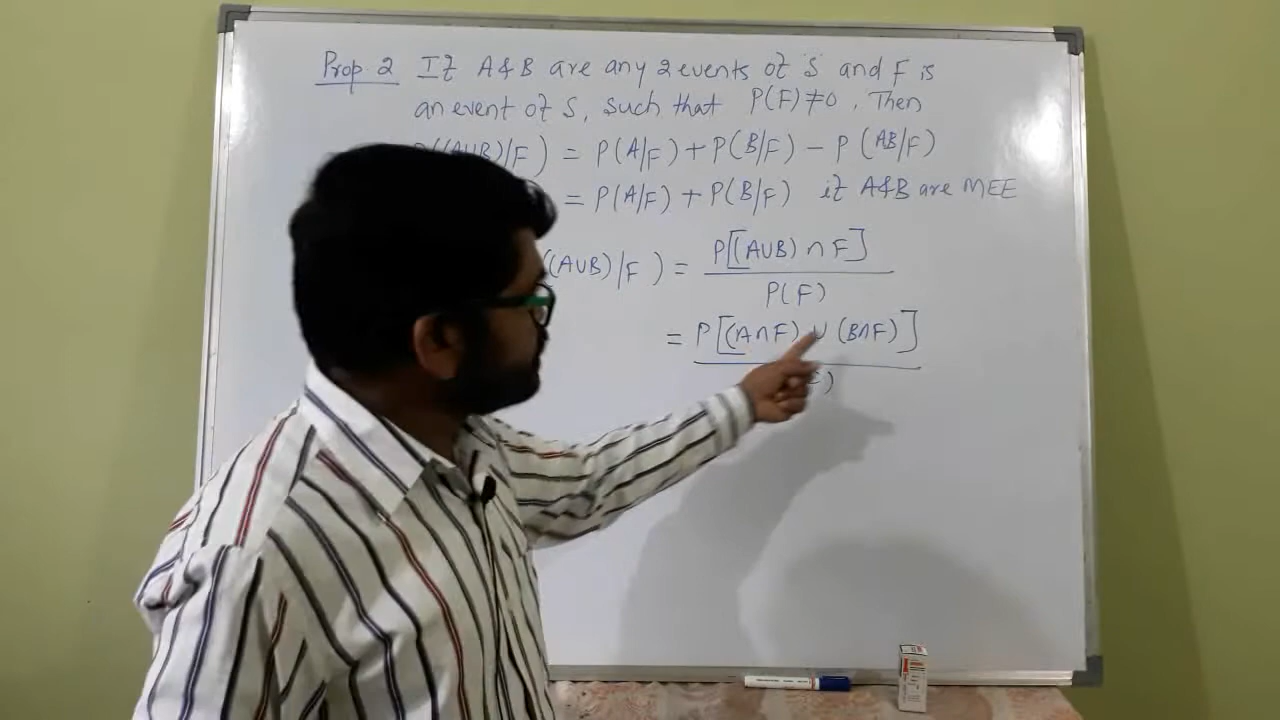 Prop 2 If A&B are any 2 events of S and F is
an event of S, such that P(F)≠0, Then
((AUB)/F) = P(A/F) + P(B/F) - P(AB/F)
= P(A/F) + P(B/F) if A&B are MEE
((AUB)/F) = P[(AUB) ∩ F]
P(F)
= P[(A∩F) ∪ (B∩F)]